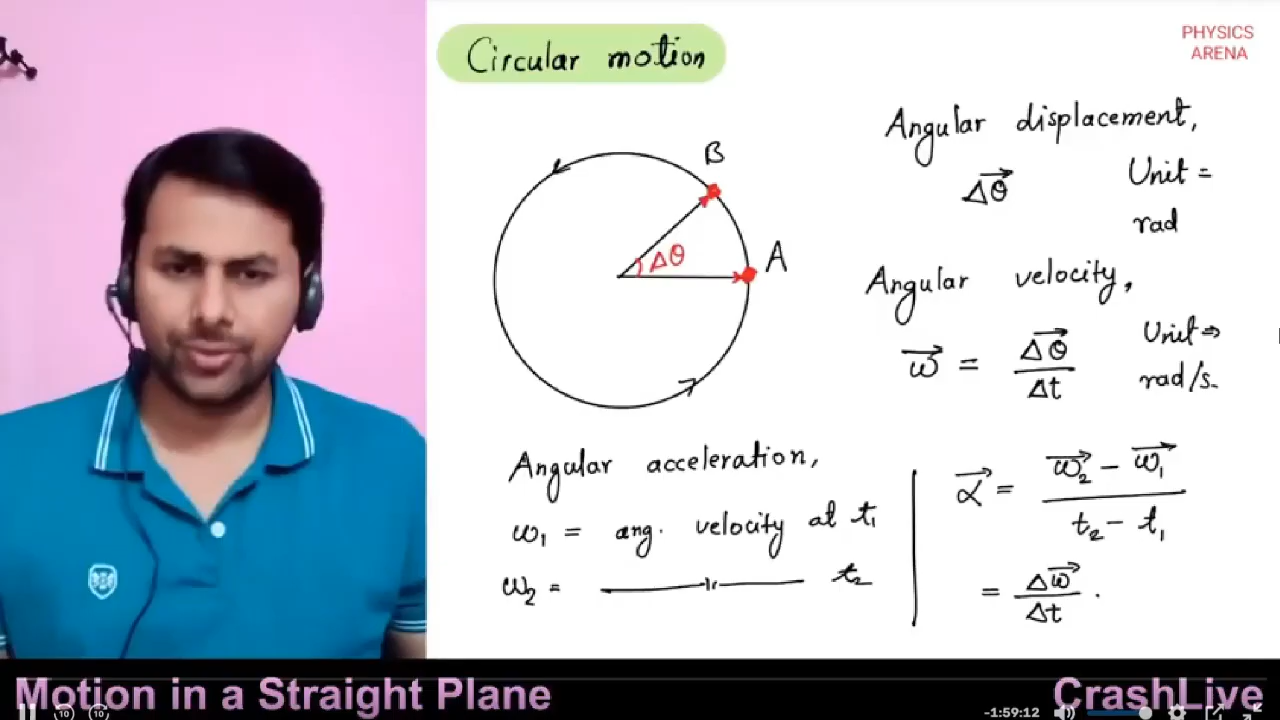 Circular motion
PHYSICS
ARENA
B
Δθ
A
Angular displacement,
Δθ⃗
Unit =
rad
Angular velocity,
ω⃗ = Δθ⃗ / Δt
Unit ⇒
rad/s.
Angular acceleration,
ω₁ = ang. velocity at t₁
ω₂ = —〃— t₂
α⃗ = ω⃗₂ - ω⃗₁ / t₂ - t₁
= Δω⃗ / Δt .
Motion in a Straight Plane
CrashLive
10 10
-1:59:12